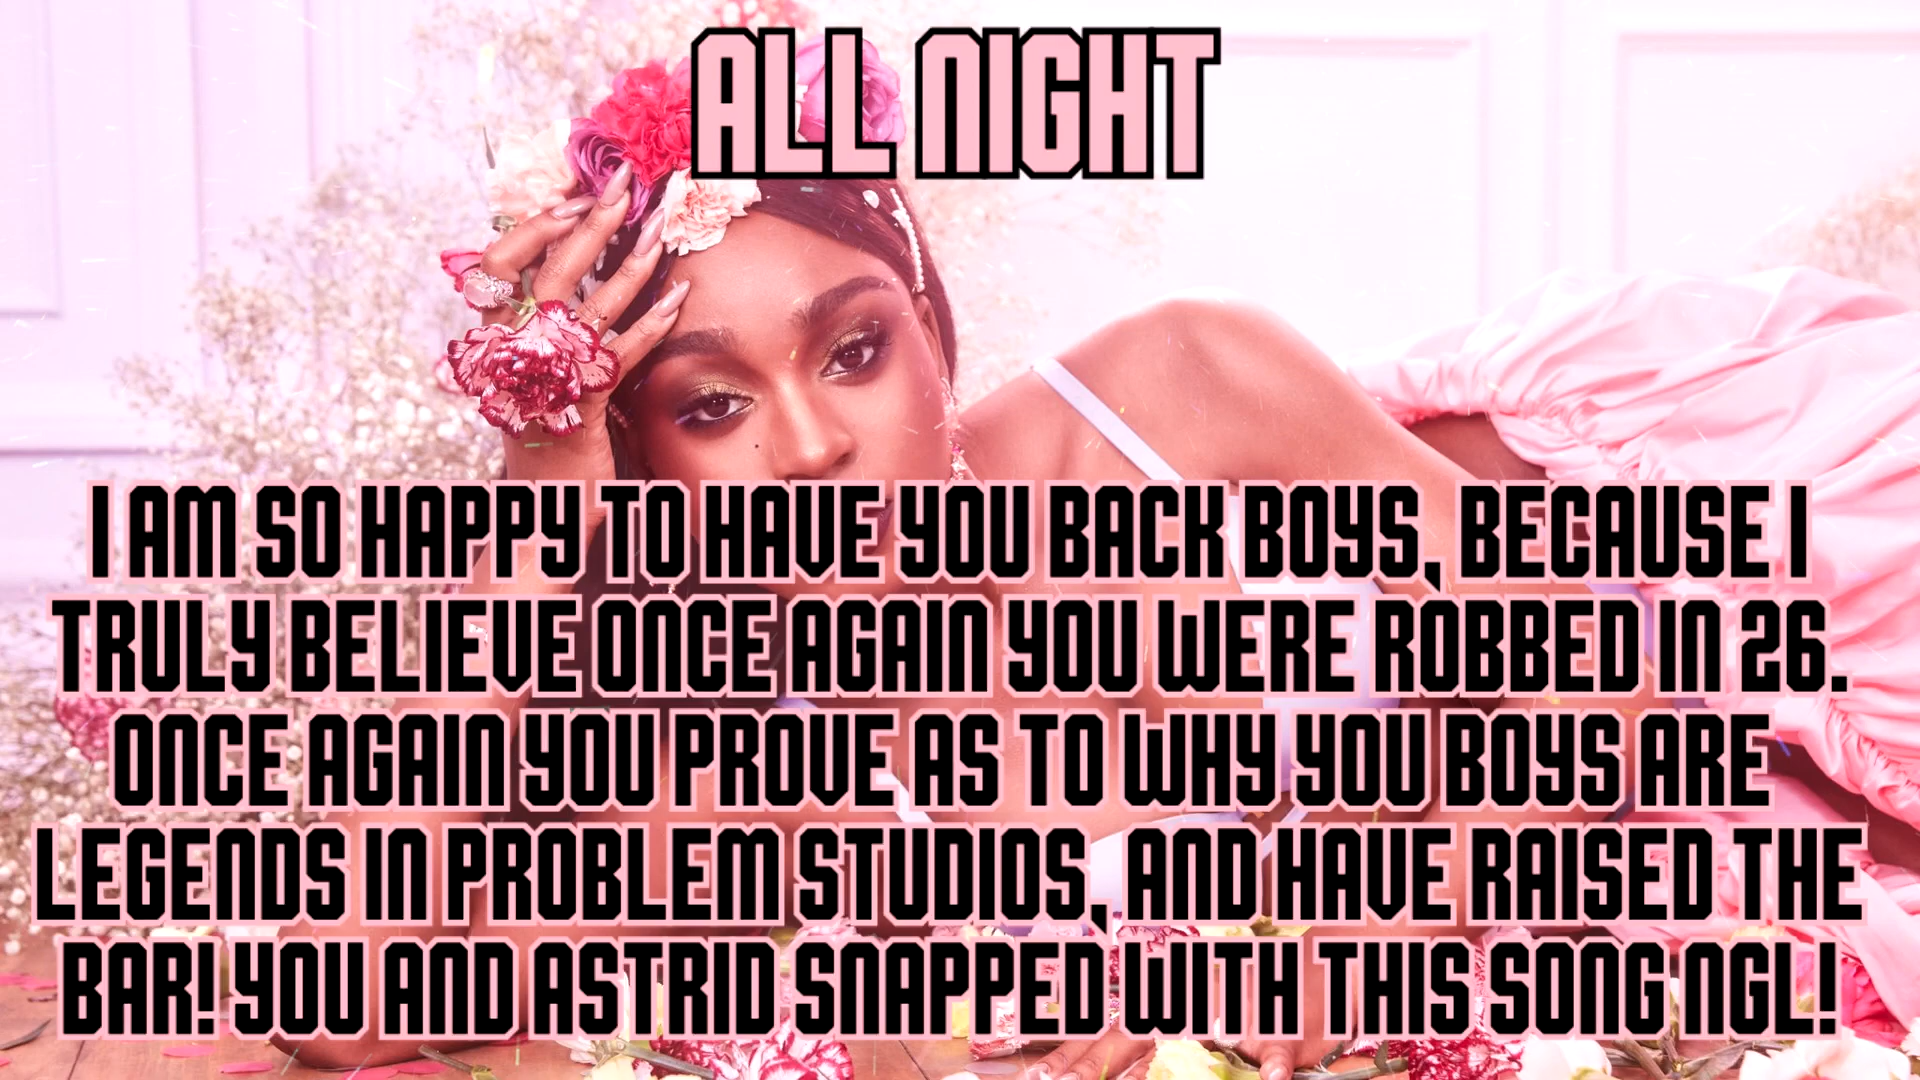 ALL NIGHT
I AM SO HAPPY TO HAVE YOU BACK BOYS, BECAUSE I
TRULY BELIEVE ONCE AGAIN YOU WERE ROBBED IN 26.
ONCE AGAIN YOU PROVE AS TO WHY YOU BOYS ARE
LEGENDS IN PROBLEM STUDIOS, AND HAVE RAISED THE
BAR! YOU AND ASTRID SNAPPED WITH THIS SONG NGL!